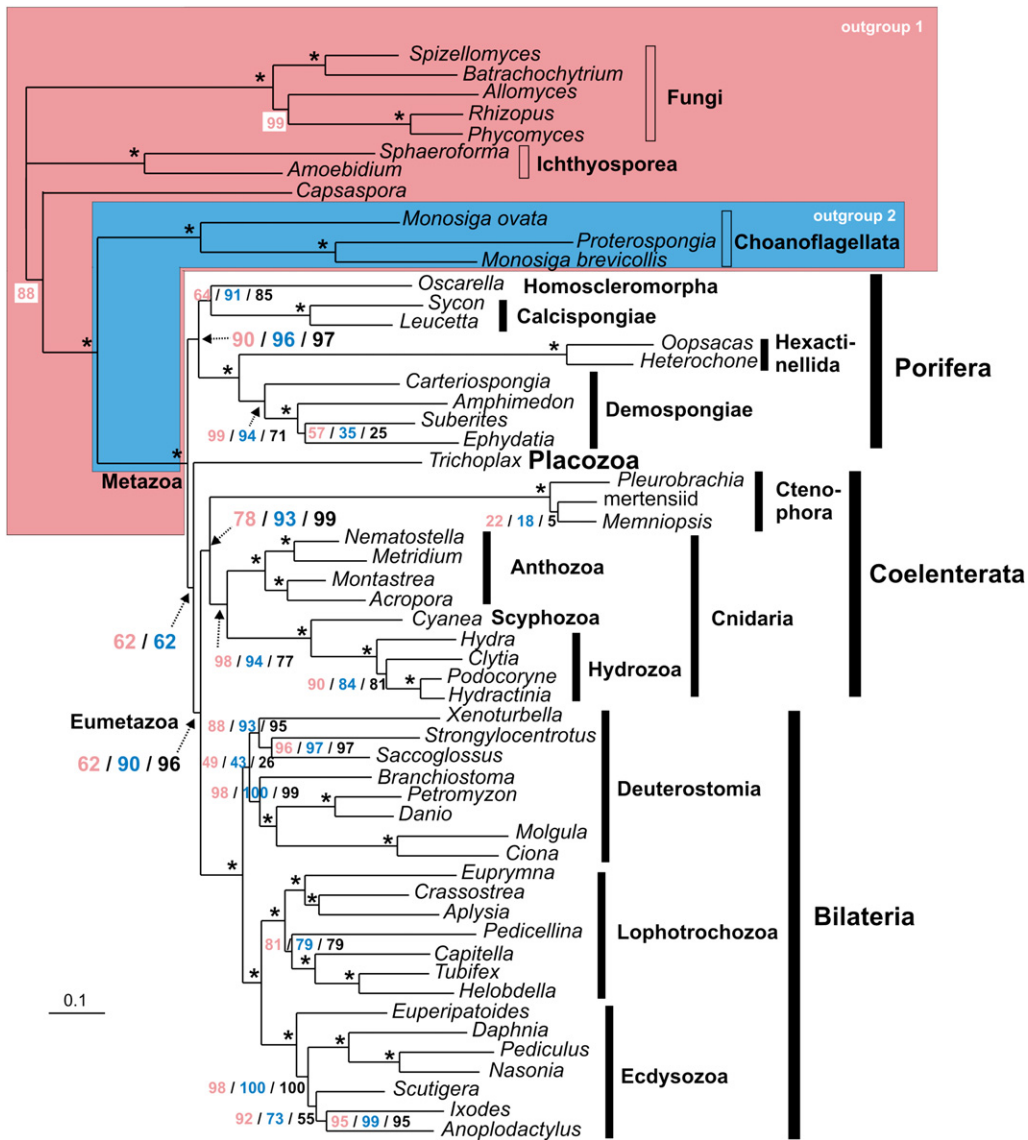 outgroup 1
* Spizellomyces
* Batrachochytrium
Allomyces
Fungi
99
* Rhizopus
Phycomyces
* Sphaeroforma
Ichthyosporea
Amoebidium
Capsaspora
outgroup 2
* Monosiga ovata
* Proterospongia
Choanoflagellata
Monosiga brevicollis
88
Oscarella
Homoscleromorpha
64 / 91 / 85
Sycon
Calcispongiae
Leucetta
90 / 96 / 97
*
* Oopsacas
Hexacti-
nellida
Heterochone
Porifera
* Carteriospongia
Amphimedon
Demospongiae
* Suberites
57 / 35 / 25
99 / 94 / 71
Ephydatia
* Trichoplax Placozoa
Metazoa
* Pleurobrachia
Cteno-
phora
mertensiid
22 / 18 / 5
Memniopsis
78 / 93 / 99
* Nematostella
* Metridium
Anthozoa
* Montastrea
Acropora
Coelenterata
Cyanea Scyphozoa
Cnidaria
62 / 62
* Hydra
98 / 94 / 77
* Clytia
Hydrozoa
90 / 84 / 81
* Podocoryne
Hydractinia
Eumetazoa
Xenoturbella
88 / 93 / 95
Strongylocentrotus
96 / 97 / 97
62 / 90 / 96
49 / 43 / 26
Saccoglossus
Branchiostoma
Deuterostomia
98 / 100 / 99
* Petromyzon
Danio
* Molgula
* Ciona
* Euprymna
* Crassostrea
* Aplysia
Bilateria
Pedicellina
Lophotrochozoa
81 / 79 / 79
* Capitella
* Tubifex
* Helobdella
0.1
Euperipatoides
* Daphnia
* Pediculus
* Nasonia
Ecdysozoa
98 / 100 / 100
Scutigera
92 / 73 / 55
95 / 99 / 95
Ixodes
Anoplodactylus